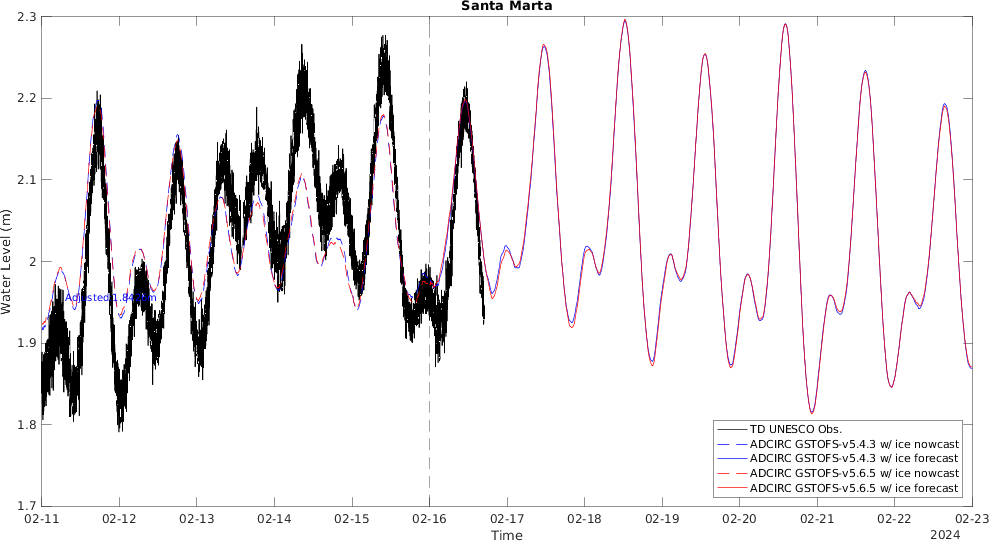 Santa Marta
2.3
2.2
2.1
2
1.9
1.8
1.7
Water Level (m)
TD UNESCO Obs.
ADCIRC GSTOFS-v5.4.3 w/ ice nowcast
ADCIRC GSTOFS-v5.4.3 w/ ice forecast
ADCIRC GSTOFS-v5.6.5 w/ ice nowcast
ADCIRC GSTOFS-v5.6.5 w/ ice forecast
02-11 02-12 02-13 02-14 02-15 02-16 02-17 02-18 02-19 02-20 02-21 02-22 02-23
Time
2024